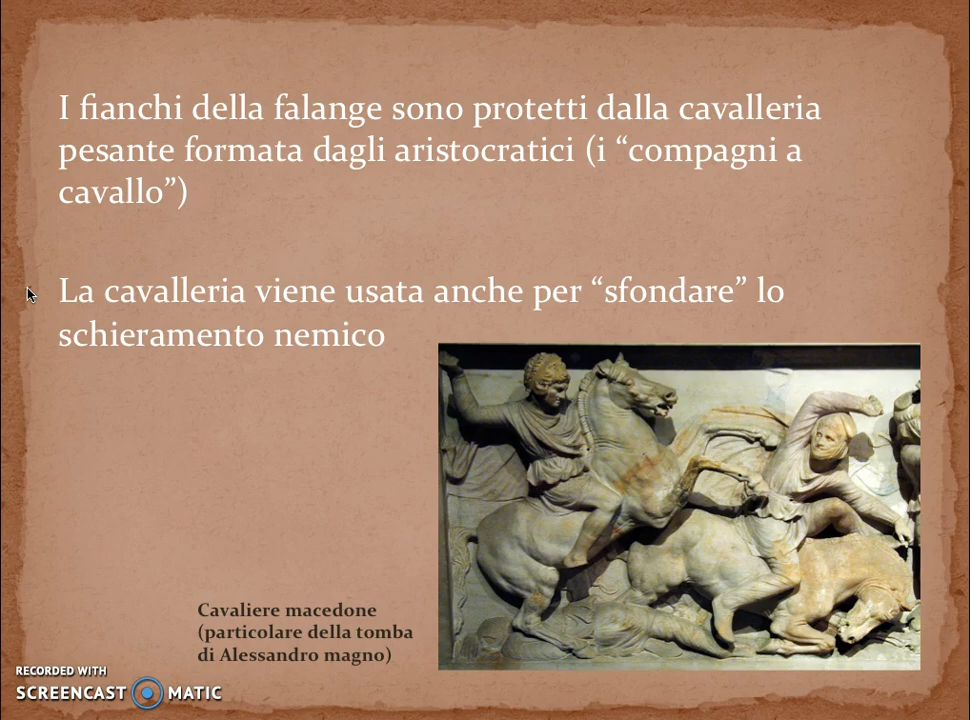 I fianchi della falange sono protetti dalla cavalleria
pesante formata dagli aristocratici (i “compagni a
cavallo”)
La cavalleria viene usata anche per “sfondare” lo
schieramento nemico
Cavaliere macedone
(particolare della tomba
di Alessandro magno)
RECORDED WITH
SCREENCAST MATIC